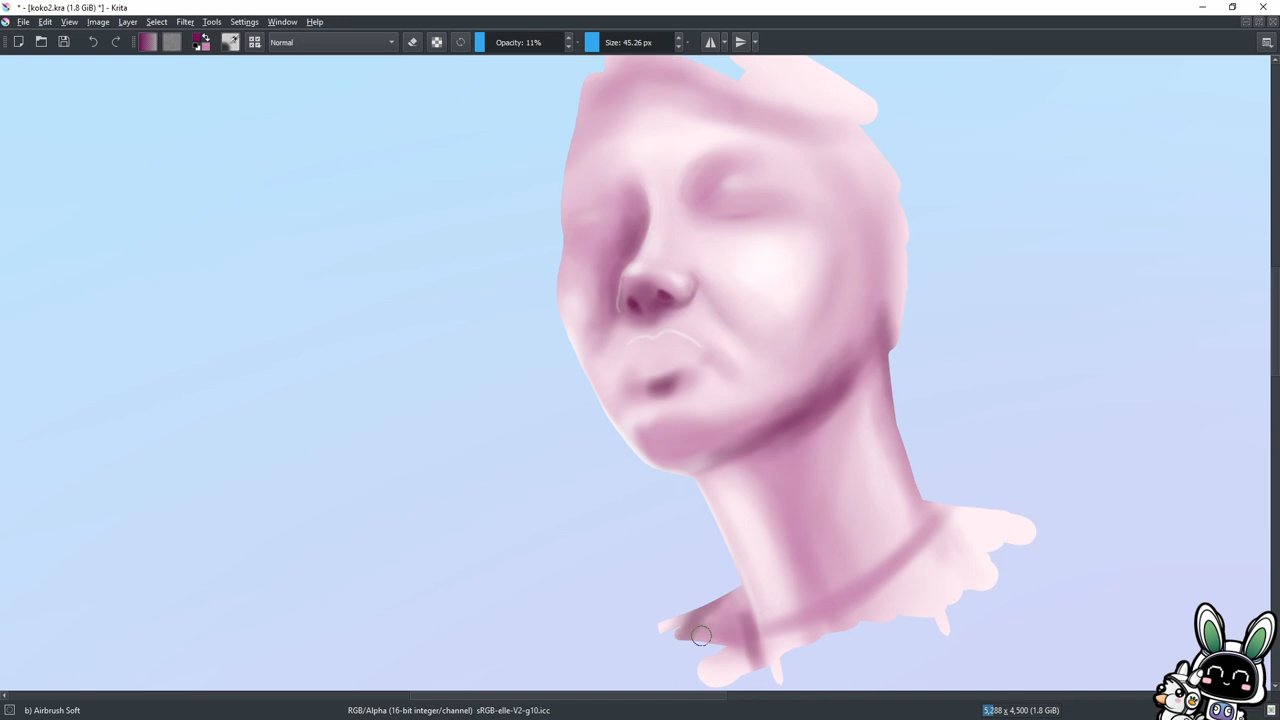 * - [koko2.kra (1.8 GiB) *] - Krita
File Edit View Image Layer Select Filter Tools Settings Window Help
Normal Opacity: 11% Size: 45.26 px
b) Airbrush Soft RGB/Alpha (16-bit integer/channel) sRGB-elle-V2-g10.icc 5,288 x 4,500 (1.8 GiB)